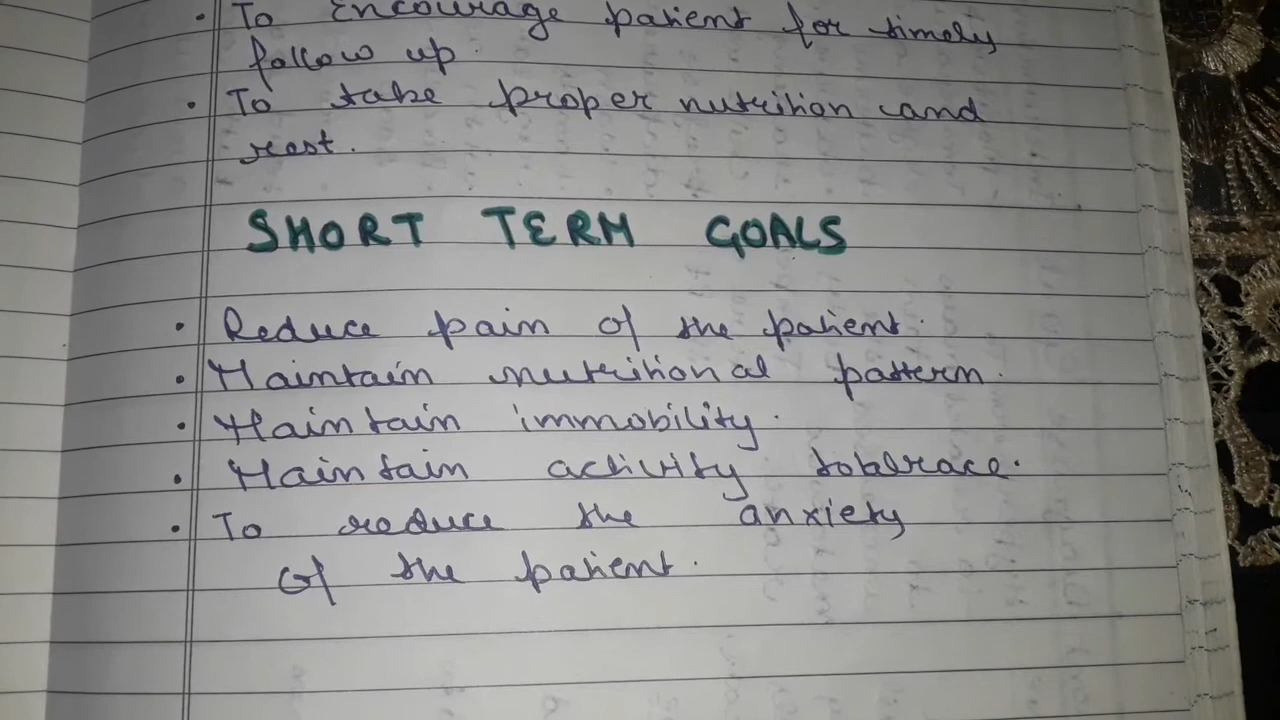 • To Encourage patient for timely
follow up.
• To take proper nutrition and
rest.
SHORT TERM GOALS
• Reduce pain of the patient.
• Maintain nutritional pattern.
• Maintain immobility.
• Maintain activity tolerace.
• To reduce the anxiety
of the patient.